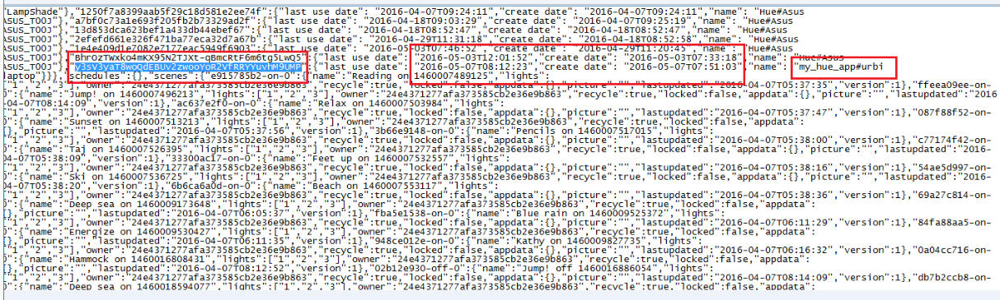 "LampShade"},"1250f7a8399aab5f29c18d581e2ee74f":{"last use date": "2016-04-07T09:24:11","create date": "2016-04-07T09:24:11","name": "Hue#Asus
ASUS_T00J"},"a7bf0c73a1e693f205fb2b73329ad2f":{"last use date": "2016-04-18T09:03:29","create date": "2016-04-07T09:25:19","name": "Hue#Asus
ASUS_T00J"},"13d853dca623bef1a433db44ebef67":{"last use date": "2016-04-18T08:52:47","create date": "2016-04-18T08:52:47","name": "Hue#Asus
ASUS_T00J"},"2efefd661e326f471ba77eca32d7a67b":{"last use date": "2016-04-29T11:31:18","create date": "2016-04-18T08:52:58","name": "Hue#Asus
ASUS_T00J"},"1e4e409d1e7082e7177eac5949f6903":{"last use date": "2016-05-03T07:46:52","create date": "2016-04-29T11:20:45","name": "Hue#Asus
ASUS_T00J"},"BhrOzTWxko4mCX95N2TJXt-qBmcRtF6m6tg5LwQ5":{"last use date": "2016-05-03T12:01:52","create date": "2016-05-03T07:33:18","name": "Hue#Asus
ASUS_T00J"},"y3sV3yaT8wQQdEBUV2zwooYoR2VfRRYYuvhM9UMP":{"last use date": "2016-05-07T08:12:23","create date": "2016-05-07T07:51:03","name": "my_hue_app#urbi
laptop"}}},"schedules":{},"scenes":{"e915785b2-on-0":{"name":"Reading on 1460007489125","lights":
["1","2","3"],"owner":"24e4371277afa373585cb2e36e9b863","recycle":true,"locked":false,"appdata":{},"picture":"","lastupdated":"2016-04-07T05:37:35","version":1},"ffeea09ee-on-
0":{"name":"Jump! on 1460007496213","lights":["1","2","3"],"owner":"24e4371277afa373585cb2e36e9b863","recycle":true,"locked":false,"appdata":{},"picture":"","lastupdated":"2016
-04-07T08:14:09","version":1},"ac637e2f0-on-0":{"name":"Relax on 1460007503984","lights":
["1","2","3"],"owner":"24e4371277afa373585cb2e36e9b863","recycle":true,"locked":false,"appdata":{},"picture":"","lastupdated":"2016-04-07T05:37:47","version":1},"087f88f52-on-
0":{"name":"Sunset on 1460007513213","lights":["1","2","3"],"owner":"24e4371277afa373585cb2e36e9b863","recycle":true,"locked":false,"appdata":
{},"picture":"","lastupdated":"2016-04-07T05:37:56","version":1},"3b66e9148-on-0":{"name":"Pencils on 1460007517015","lights":
["1","2","3"],"owner":"24e4371277afa373585cb2e36e9b863","recycle":true,"locked":false,"appdata":{},"picture":"","lastupdated":"2016-04-07T05:38:00","version":1},"c77174f42-on-
0":{"name":"Taj on 1460007526395","lights":["1","2","3"],"owner":"24e4371277afa373585cb2e36e9b863","recycle":true,"locked":false,"appdata":{},"picture":"","lastupdated":"2016-
04-07T05:38:09","version":1},"33300ac17-on-0":{"name":"Feet up on 1460007532557","lights":
["1","2","3"],"owner":"24e4371277afa373585cb2e36e9b863","recycle":true,"locked":false,"appdata":{},"picture":"","lastupdated":"2016-04-07T05:38:16","version":1},"54ae5d997-on-
0":{"name":"Ski on 1460007536725","lights":["1","2","3"],"owner":"24e4371277afa373585cb2e36e9b863","recycle":true,"locked":false,"appdata":{},"picture":"","lastupdated":"2016-
04-07T05:38:20","version":1},"6b6ca6a0d-on-0":{"name":"Beach on 1460007553117","lights":
["1","2","3"],"owner":"24e4371277afa373585cb2e36e9b863","recycle":true,"locked":false,"appdata":{},"picture":"","lastupdated":"2016-04-07T05:38:36","version":1},"69a27c814-on-
0":{"name":"Deep sea on 1460009173648","lights":["1","2","3"],"owner":"24e4371277afa373585cb2e36e9b863","recycle":true,"locked":false,"appdata":
{},"picture":"","lastupdated":"2016-04-07T06:05:37","version":1},"fba5e1538-on-0":{"name":"Blue rain on 1460009525372","lights":
["1","2","3"],"owner":"24e4371277afa373585cb2e36e9b863","recycle":true,"locked":false,"appdata":{},"picture":"","lastupdated":"2016-04-07T06:11:29","version":1},"84fa88aa5-on-
0":{"name":"Energize on 1460009530427","lights":["1","2","3"],"owner":"24e4371277afa373585cb2e36e9b863","recycle":true,"locked":false,"appdata":
{},"picture":"","lastupdated":"2016-04-07T06:11:35","version":1},"948ce012e-on-0":{"name":"Kathy on 1460009827735","lights":
["1","2","3"],"owner":"24e4371277afa373585cb2e36e9b863","recycle":true,"locked":false,"appdata":{},"picture":"","lastupdated":"2016-04-07T06:16:32","version":1},"0a04cc716-on-
0":{"name":"Hammock on 1460016808431","lights":["1","2","3"],"owner":"24e4371277afa373585cb2e36e9b863","recycle":true,"locked":false,"appdata":
{},"picture":"","lastupdated":"2016-04-07T08:12:52","version":1},"02b12e930-off-0":{"name":"Jump! off 1460016886054","lights":
["1","2","3"],"owner":"24e4371277afa373585cb2e36e9b863","recycle":true,"locked":false,"appdata":{},"picture":"","lastupdated":"2016-04-07T08:14:09","version":1},"db7b2ccb8-on-
0":{"name":"Deep sea on 1460018594077","lights":["1","2","3"],"owner":"24e4371277afa373585cb2e36e9b863","recycle":true,"locked":false,"appdata":